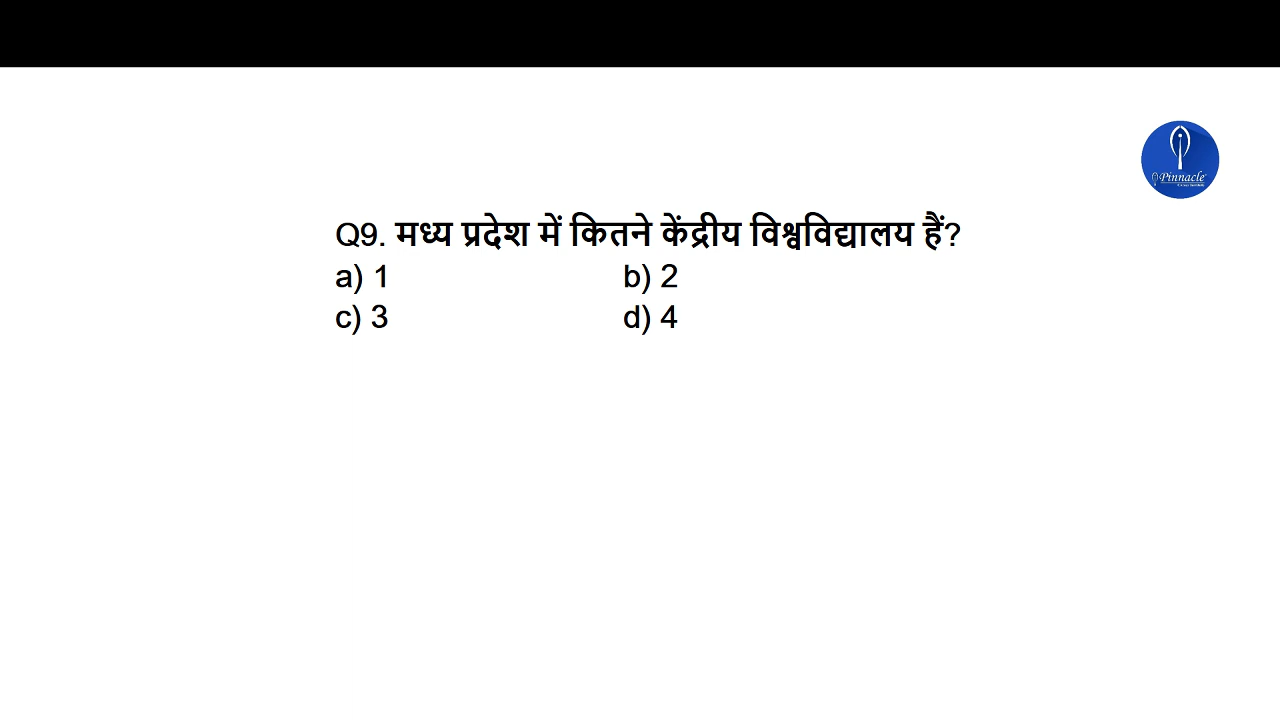 Pinnacle
Q9. मध्य प्रदेश में कितने केंद्रीय विश्वविद्यालय हैं?
a) 1 b) 2
c) 3 d) 4